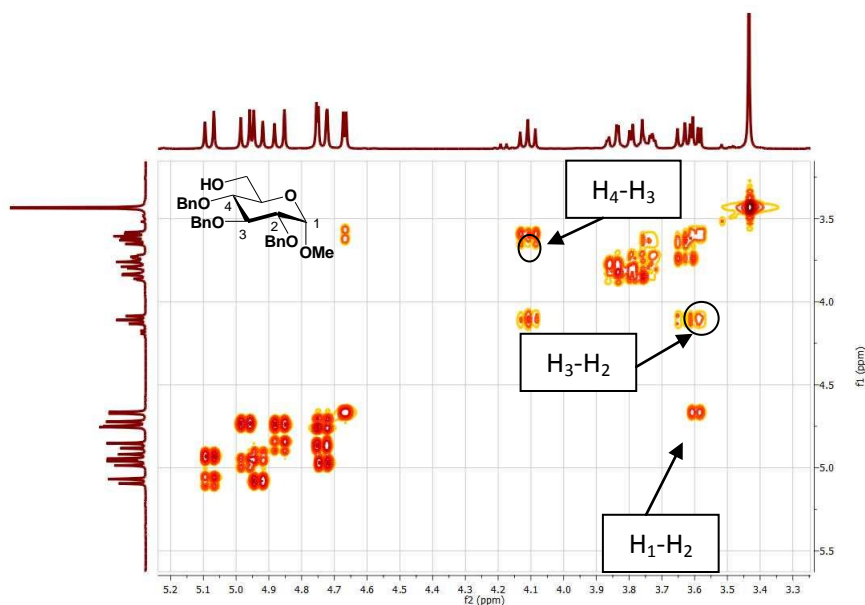 HO
BnO
BnO
BnO
OMe
O
4
3
2
1
H₄-H₃
H₃-H₂
H₁-H₂
3.5
4.0
4.5
5.0
5.5
f1 (ppm)
5.2 5.1 5.0 4.9 4.8 4.7 4.6 4.5 4.4 4.3 4.2 4.1 4.0 3.9 3.8 3.7 3.6 3.5 3.4 3.3
f2 (ppm)